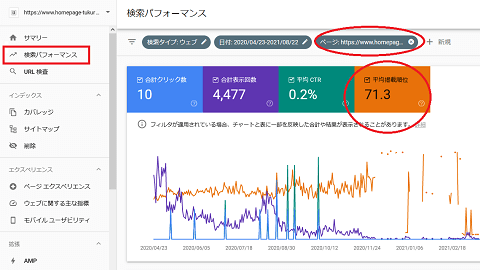 https://www.homepage-tukur...
サマリー
検索パフォーマンス
URL 検査
インデックス
カバレッジ
サイトマップ
削除
エクスペリエンス
ページ エクスペリエンス
ウェブに関する主な指標
モバイル ユーザビリティ
拡張
AMP
検索パフォーマンス
検索タイプ: ウェブ
日付: 2020/04/23-2021/08/22
ページ: https://www.homepag...
+ 新規
合計クリック数
10
合計表示回数
4,477
平均 CTR
0.2%
平均掲載順位
71.3
フィルタが適用されている場合、チャートと表に一部を反映した合計や結果が表示されることがあります。
2020/04/23
2020/06/05
2020/07/18
2020/08/30
2020/10/12
2020/11/24
2021/01/06
2021/02/18